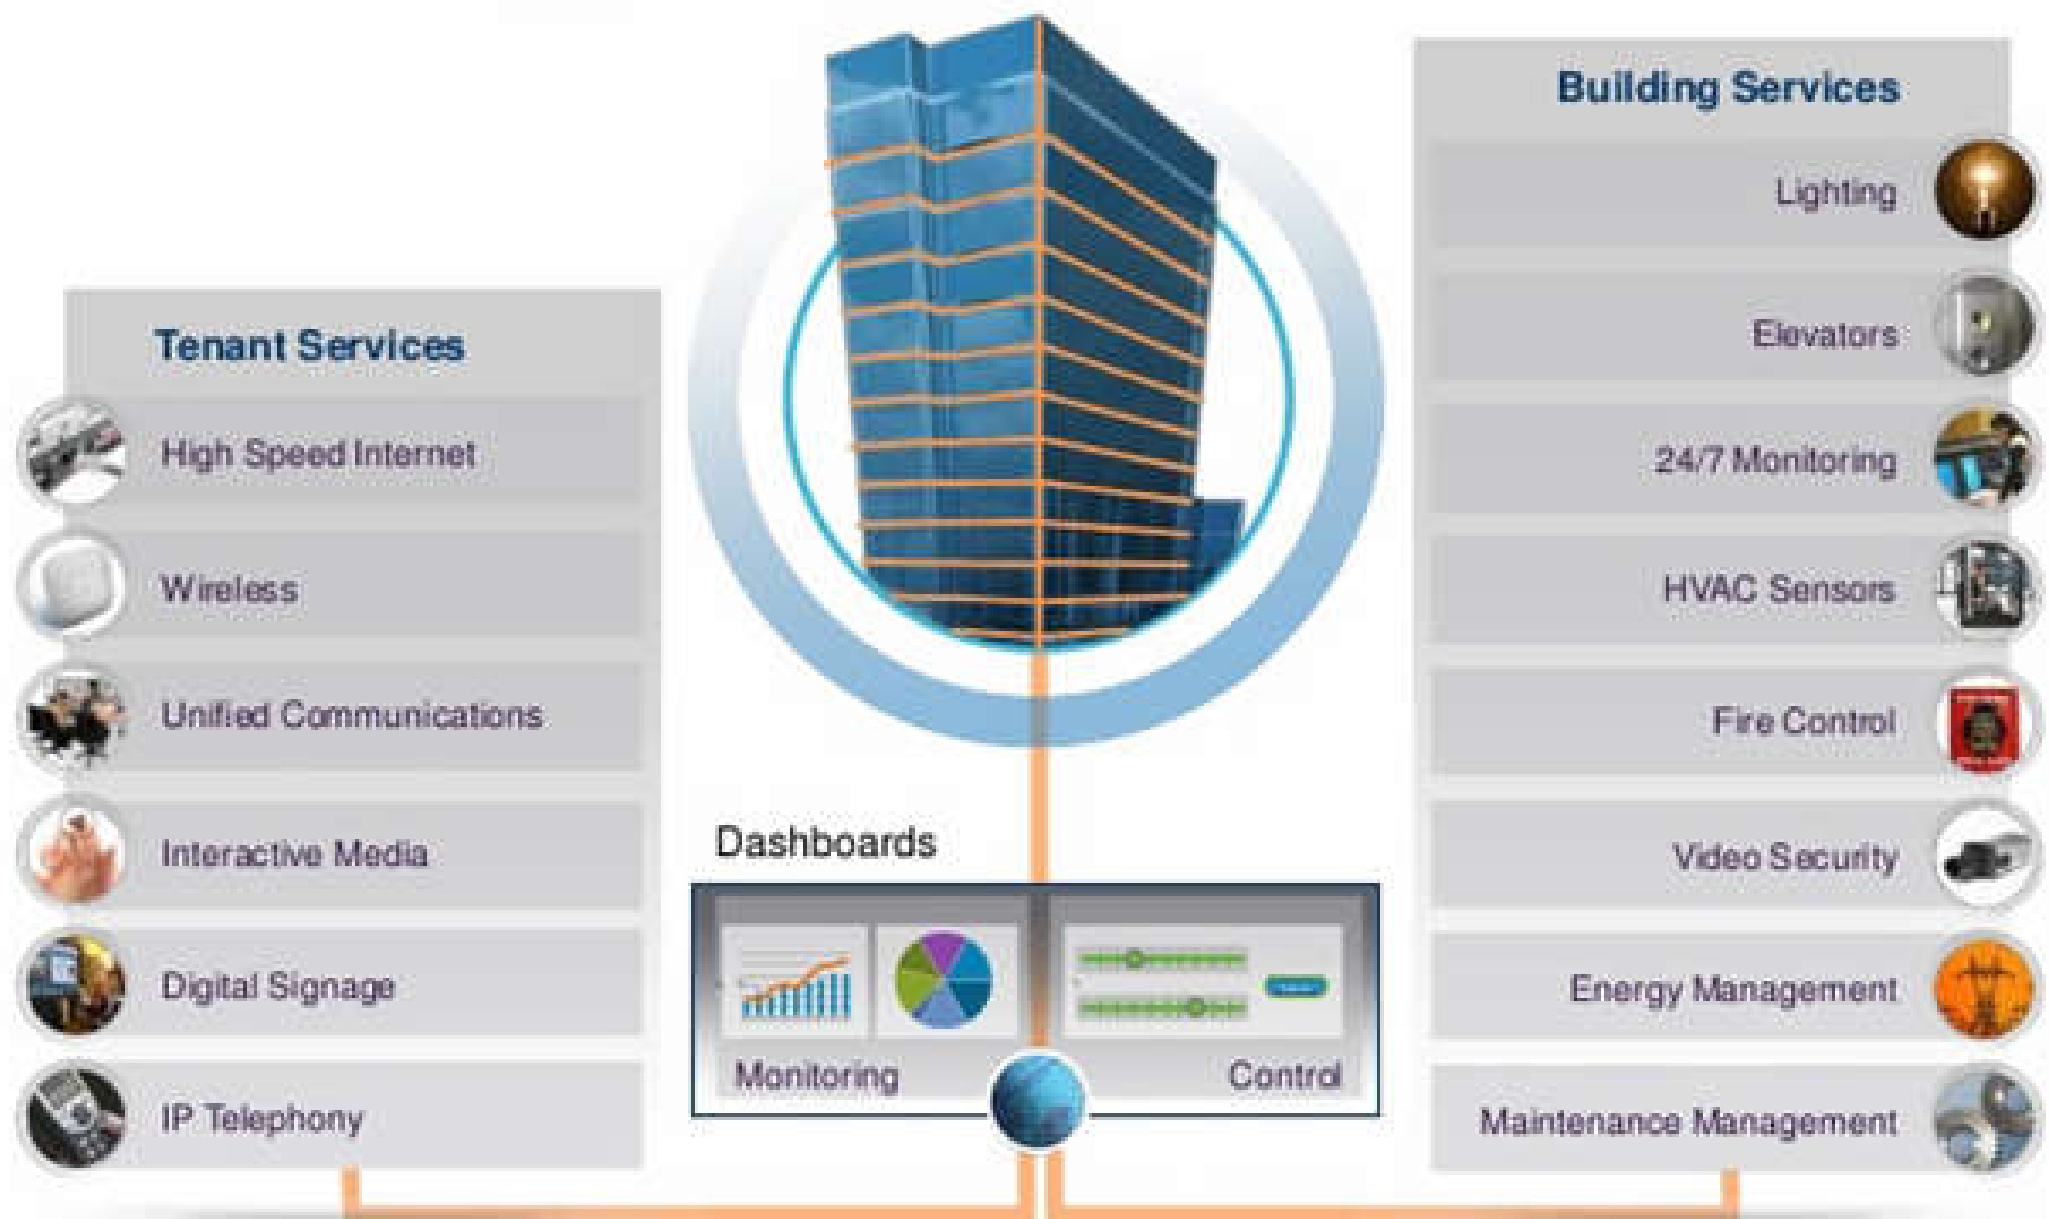 Building Services
Lighting
Elevators
24/7 Monitoring
HVAC Sensors
Fire Control
Video Security
Energy Management
Maintenance Management
Tenant Services
High Speed Internet
Wireless
Unified Communications
Interactive Media
Digital Signage
IP Telephony
Dashboards
Monitoring
Control